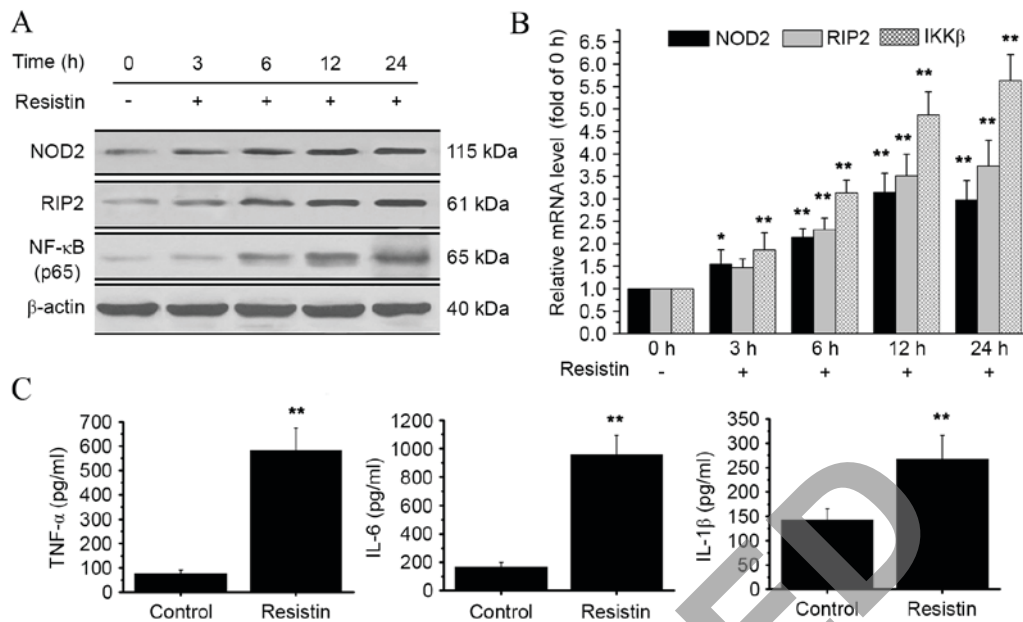 A
Time (h) 0 3 6 12 24
Resistin - + + + +
NOD2 115 kDa
RIP2 61 kDa
NF-κB
(p65) 65 kDa
β-actin 40 kDa
B
NOD2 RIP2 IKKβ
Relative mRNA level (fold of 0 h)
6.5
6.0
5.5
5.0
4.5
4.0
3.5
3.0
2.5
2.0
1.5
1.0
0.5
0.0
* **
** ** **
** ** **
** ** **
0 h 3 h 6 h 12 h 24 h
Resistin - + + + +
C
TNF-α (pg/ml)
700
600
500
400
300
200
100
0
**
Control Resistin
IL-6 (pg/ml)
1200
1000
800
600
400
200
0
**
Control Resistin
IL-1β (pg/ml)
350
300
250
200
150
100
50
0
**
Control Resistin
ED